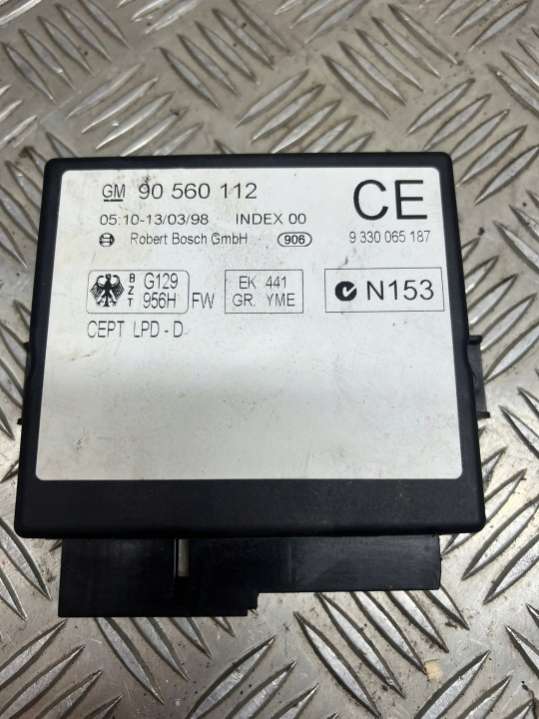 GM 90 560 112
CE
05:10-13/03/98 INDEX 00
Robert Bosch GmbH 906
9 330 065 187
BZT G129 956H FW
EK 441
GR. YME
N153
CEPT LPD - D